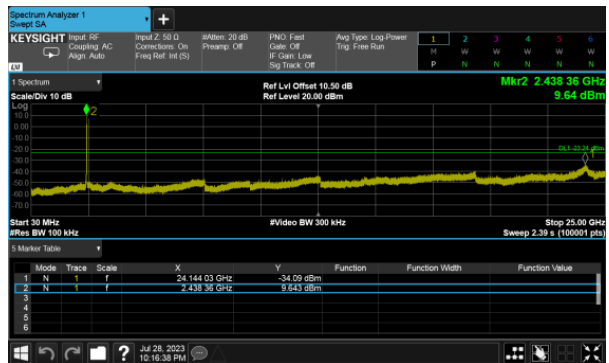 Spectrum Analyzer 1
Swept SA
+
KEYSIGHT Input: RF Input Z: 50 Ω #Atten: 20 dB PNO: Fast Avg Type: Log-Power 1 2 3 4 5 6
Coupling: AC Corrections: On Preamp: Off Gate: Off Trig: Free Run M W W W W W
Align: Auto Freq Ref: Int (S) IF Gain: Low
Sig Track: Off P N N N N N
1 Spectrum Ref Lvl Offset 10.50 dB Mkr2 2.438 36 GHz
Scale/Div 10 dB Ref Level 20.00 dBm 9.64 dBm
Log
10.0
0.00
-10.0
-20.0
-30.0
-40.0
-50.0
-60.0
-70.0
2
DL1 -23.24 dBm
1
Start 30 MHz #Video BW 300 kHz Stop 25.00 GHz
#Res BW 100 kHz Sweep 2.39 s (100001 pts)
5 Marker Table
Mode Trace Scale X Y Function Function Width Function Value
1 N 1 f 24.144 03 GHz -34.09 dBm
2 N 1 f 2.438 36 GHz 9.643 dBm
3
4
5
6
? Jul 28, 2023
10:16:38 PM